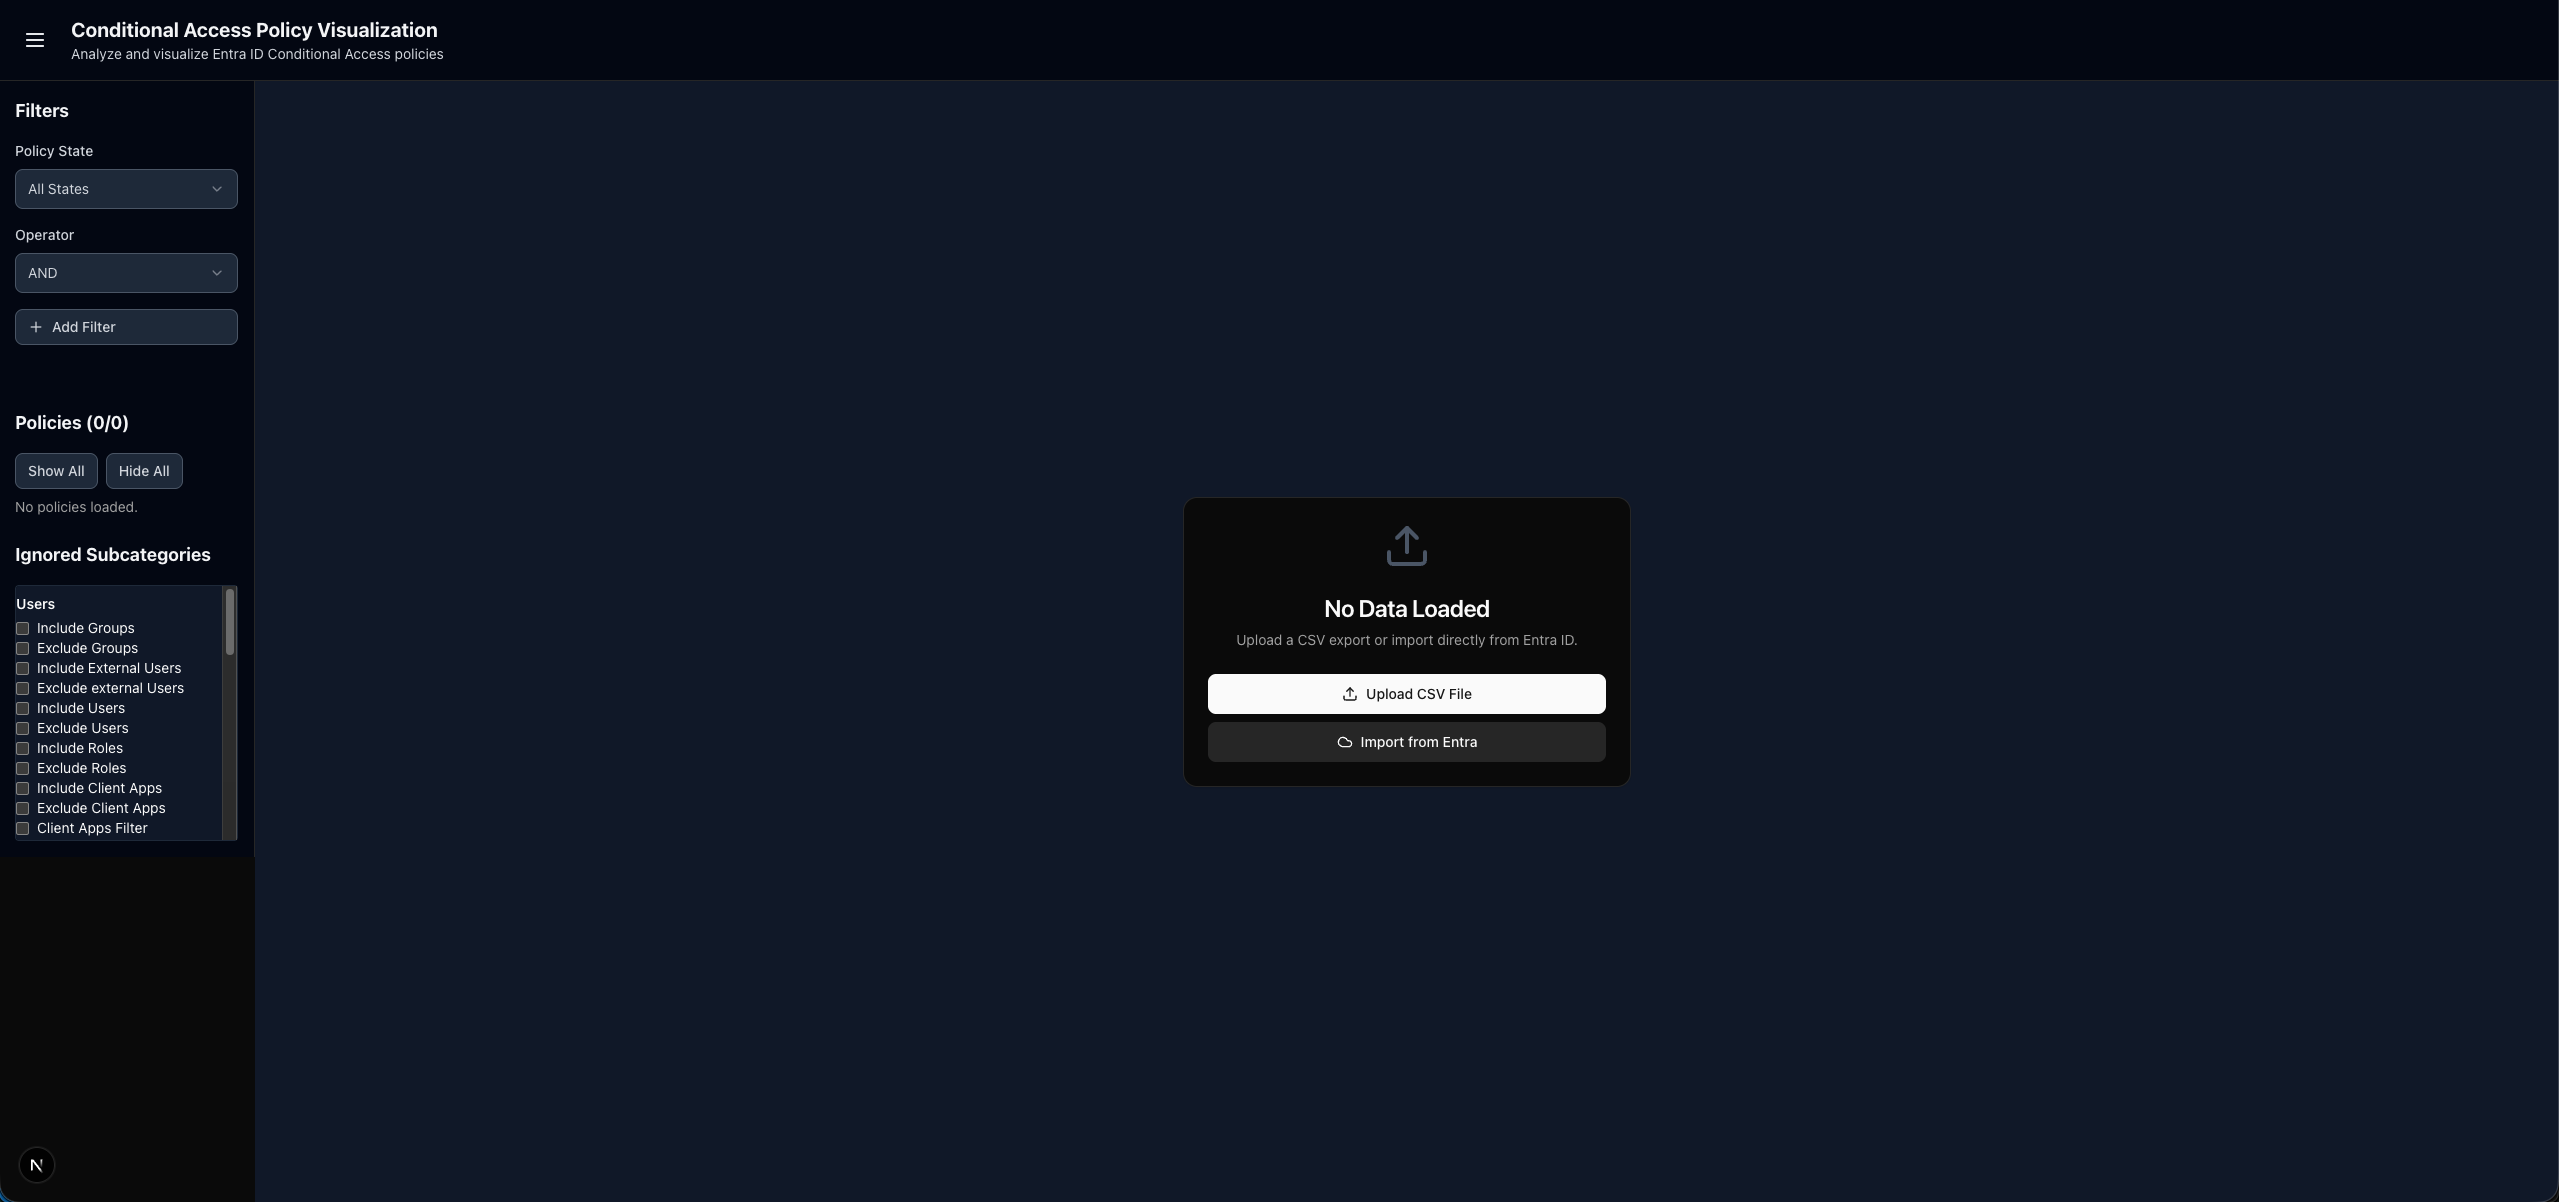 Conditional Access Policy Visualization
Analyze and visualize Entra ID Conditional Access policies
Filters
Policy State
All States
Operator
AND
Add Filter
Policies (0/0)
Show All
Hide All
No policies loaded.
Ignored Subcategories
Users
Include Groups
Exclude Groups
Include External Users
Exclude external Users
Include Users
Exclude Users
Include Roles
Exclude Roles
Include Client Apps
Exclude Client Apps
Client Apps Filter
No Data Loaded
Upload a CSV export or import directly from Entra ID.
Upload CSV File
Import from Entra
N